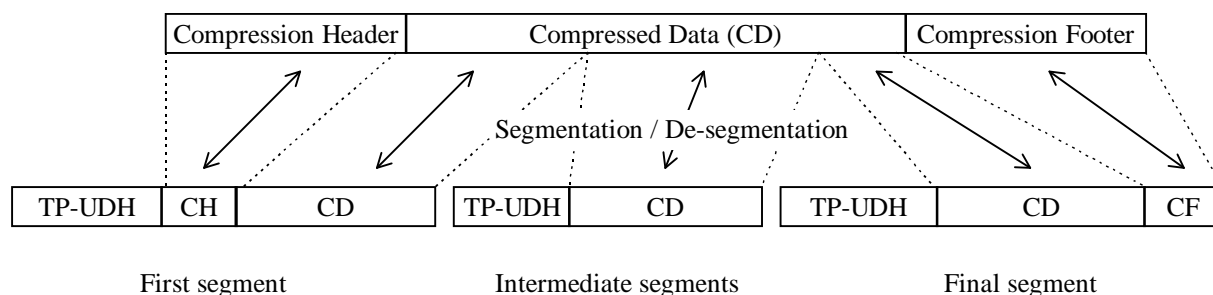 Compression Header Compressed Data (CD) Compression Footer
Segmentation / De-segmentation
TP-UDH CH CD TP-UDH CD TP-UDH CD CF
First segment Intermediate segments Final segment